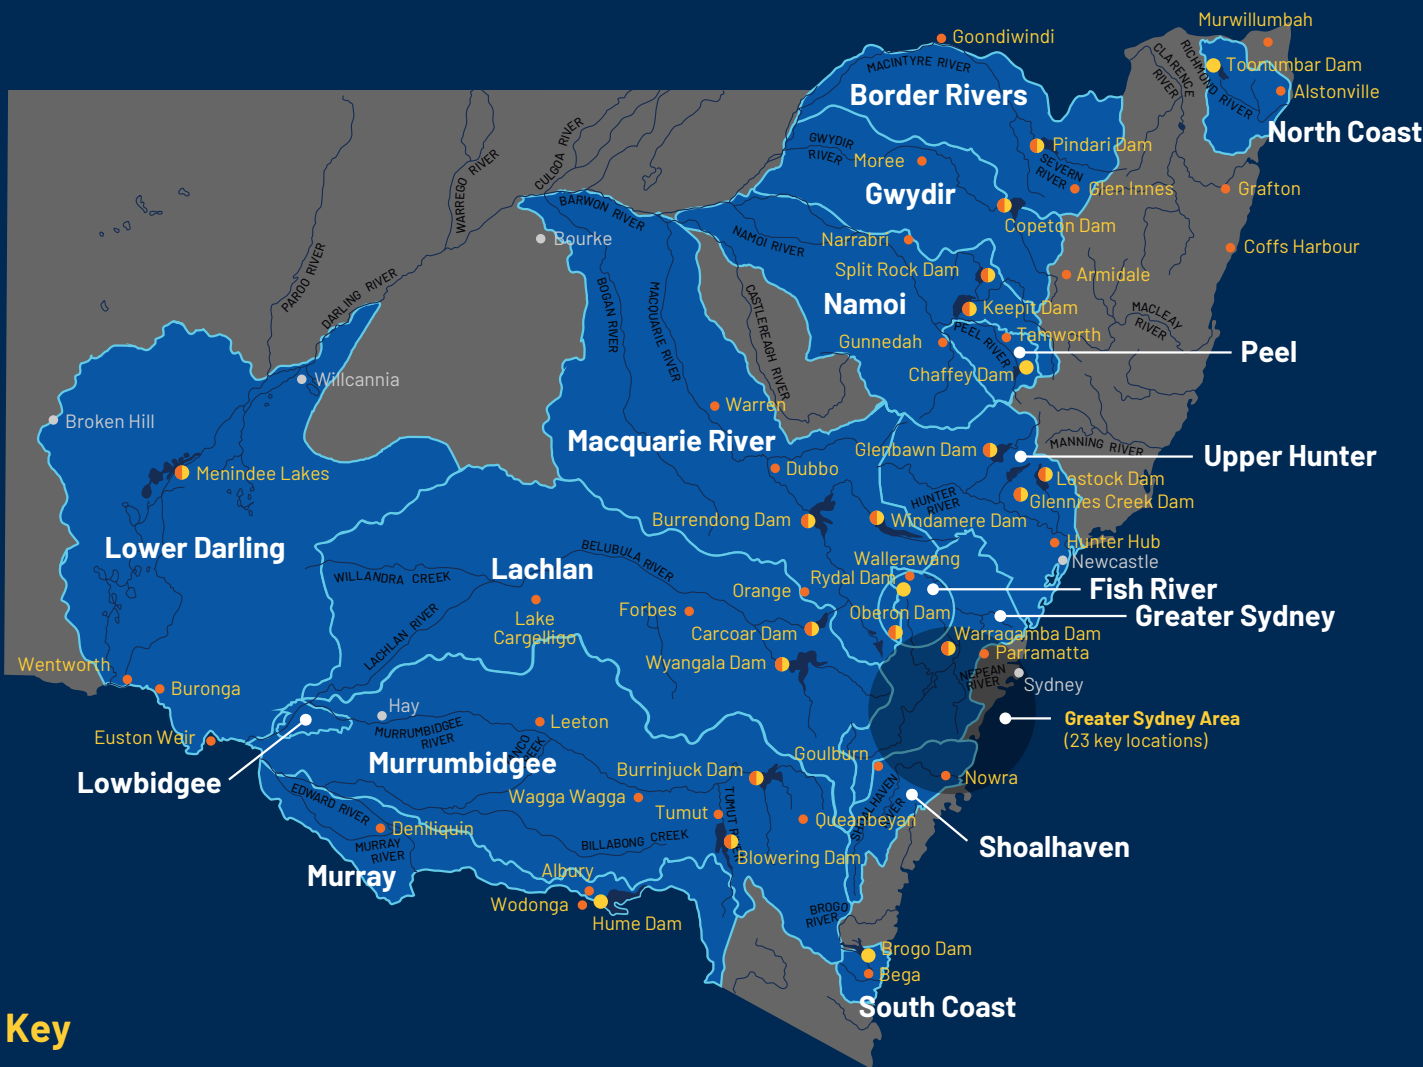 Murwillumbah
Goondiwindi
MACINTYRE RIVER
CLARENCE
RIVER
RICHMOND RIVER
Toonumbar Dam
Border Rivers
Alstonville
North Coast
CULGOA RIVER
GWYDIR
RIVER
Moree
Pindari Dam
SEVERN
RIVER
WARREGO RIVER
Gwydir
Glen Innes
Grafton
BARWON RIVER
Copeton Dam
Bourke
NAMOI RIVER
Narrabri
Coffs Harbour
PAROO RIVER
DARLING RIVER
BOGAN RIVER
MACQUARIE RIVER
CASTLEREAGH RIVER
Split Rock Dam
Armidale
Namoi
Keepit Dam
MACLEAY
RIVER
Gunnedah
PEEL RIVER
Tamworth
Peel
Chaffey Dam
Willcannia
Warren
Broken Hill
Macquarie River
Glenbawn Dam
MANNING RIVER
Upper Hunter
Menindee Lakes
Dubbo
Lostock Dam
HUNTER
RIVER
Glennies Creek Dam
Burrendong Dam
Windamere Dam
Lower Darling
BELUBULA RIVER
Hunter Hub
Wallerawang
Newcastle
Lachlan
WILLANDRA CREEK
Rydal Dam
Fish River
Orange
Lake
Cargelligo
Forbes
Oberon Dam
Greater Sydney
LACHLAN RIVER
Carcoar Dam
Warragamba Dam
Parramatta
Wyangala Dam
Wentworth
NEPEAN
RIVER
Sydney
Buronga
Hay
Greater Sydney Area
(23 key locations)
Leeton
MURRUMBIDGEE
RIVER
Euston Weir
Goulburn
Murrumbidgee
Burrinjuck Dam
Nowra
Lowbidgee
EDWARD RIVER
Wagga Wagga
TUMUT
Tumut
SHOALHAVEN
RIVER
Queanbeyan
Deniliquin
BILLABONG CREEK
Shoalhaven
MURRAY
RIVER
Blowering Dam
Murray
Albury
Wodonga
Hume Dam
BROGO
RIVER
Brogo Dam
Bega
South Coast
Key